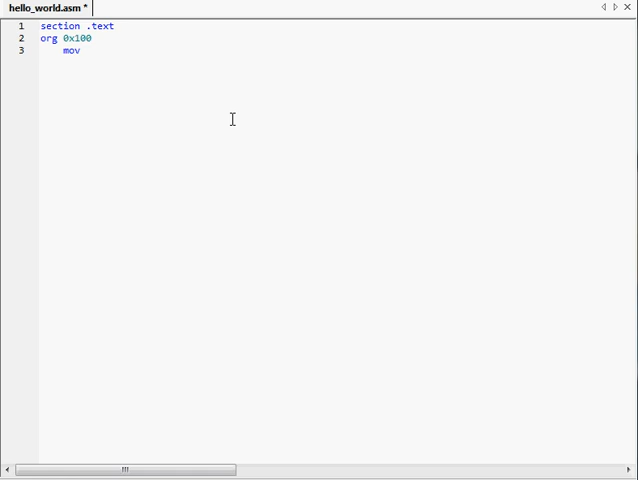 hello_world.asm *
1 section .text
2 org 0x100
3 mov